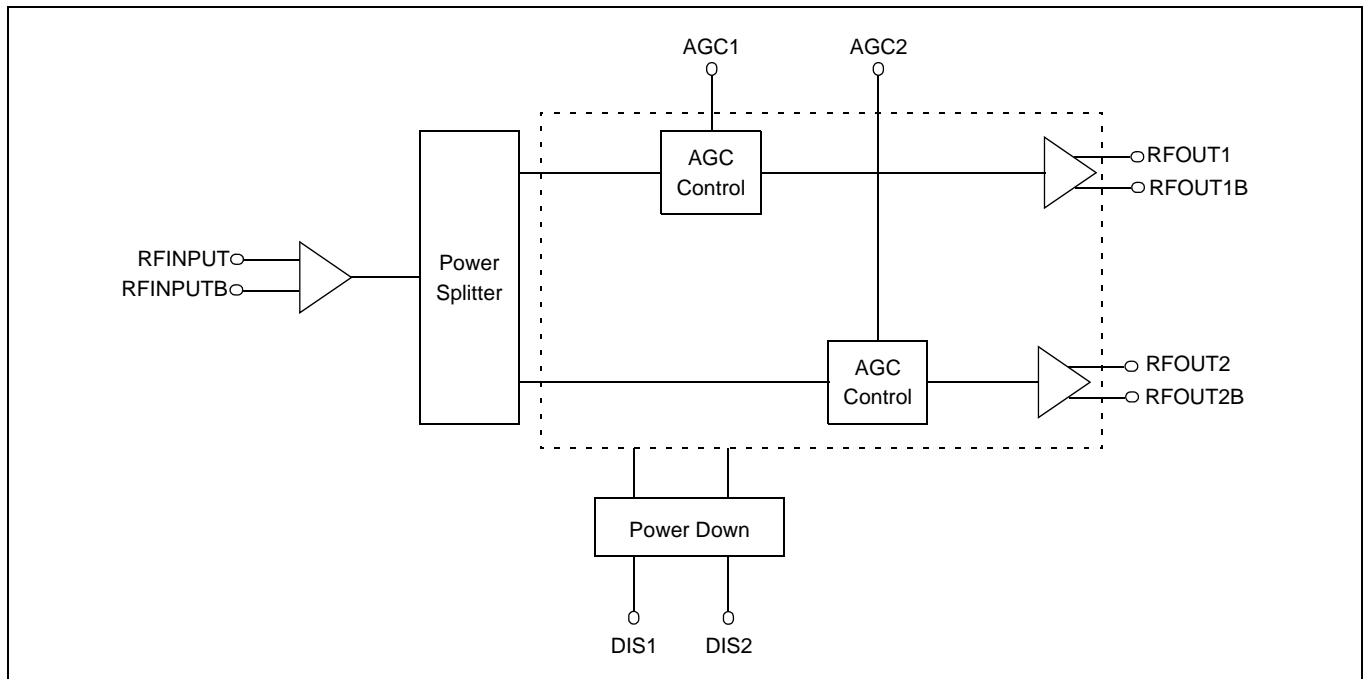 AGC1
AGC2
AGC
Control
RFOUT1
RFOUT1B
RFINPUT
RFINPUTB
Power
Splitter
AGC
Control
RFOUT2
RFOUT2B
Power Down
DIS1
DIS2